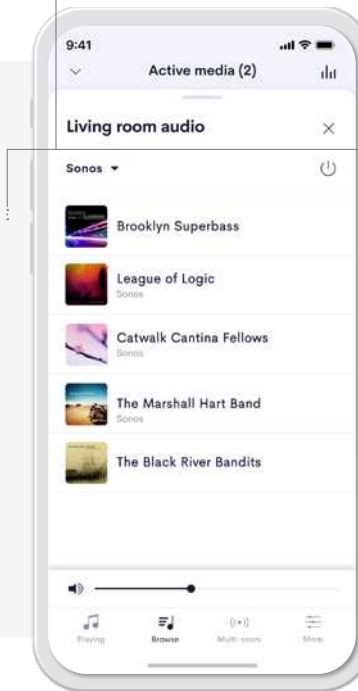 9:41
Active media (2)
Living room audio
Sonos
Brooklyn Superbass
League of Logic
Sonos
Catwalk Cantina Fellows
Sonos
The Marshall Hart Band
Sonos
The Black River Bandits
Playing
Browse
Multi-room
More